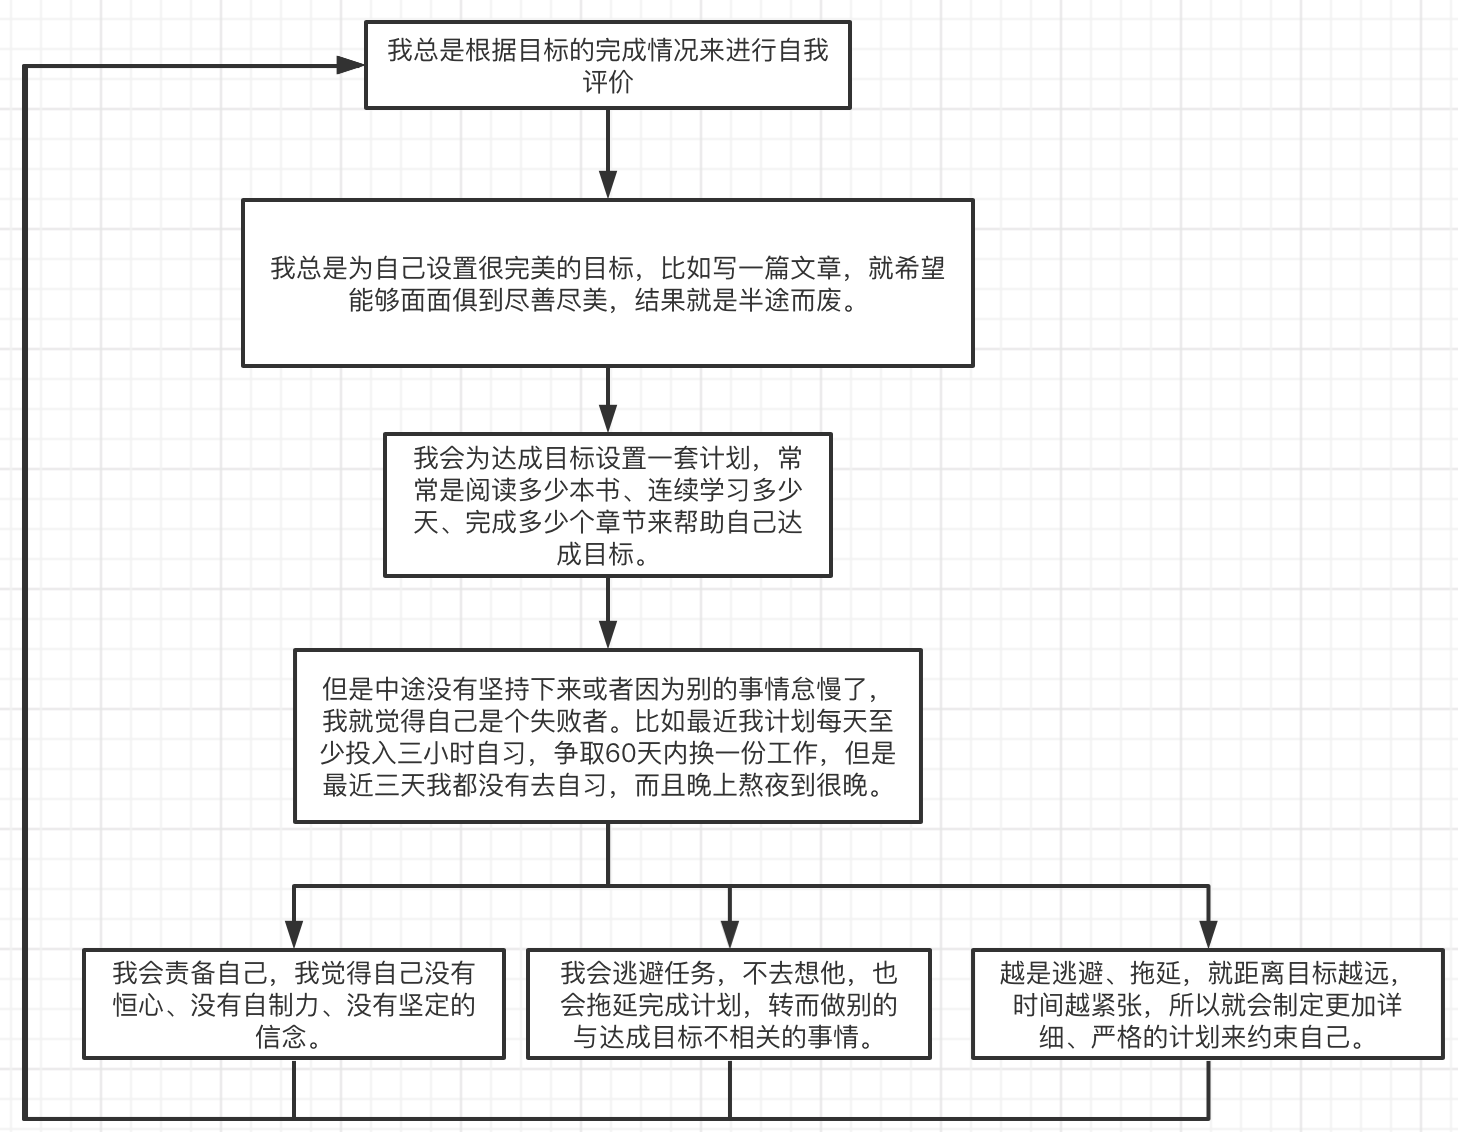 我总是根据目标的完成情况来进行自我
评价
我总是为自己设置很完美的目标，比如写一篇文章，就希望
能够面面俱到尽善尽美，结果就是半途而废。
我会为达成目标设置一套计划，常
常是阅读多少本书、连续学习多少
天、完成多少个章节来帮助自己达
成目标。
但是中途没有坚持下来或者因为别的事情怠慢了，
我就觉得自己是个失败者。比如最近我计划每天至
少投入三小时自习，争取60天内换一份工作，但是
最近三天我都没有去自习，而且晚上熬夜到很晚。
我会责备自己，我觉得自己没有
恒心、没有自制力、没有坚定的
信念。
我会逃避任务，不去想他，也
会拖延完成计划，转而做别的
与达成目标不相关的事情。
越是逃避、拖延，就距离目标越远，
时间越紧张，所以就会制定更加详
细、严格的计划来约束自己。